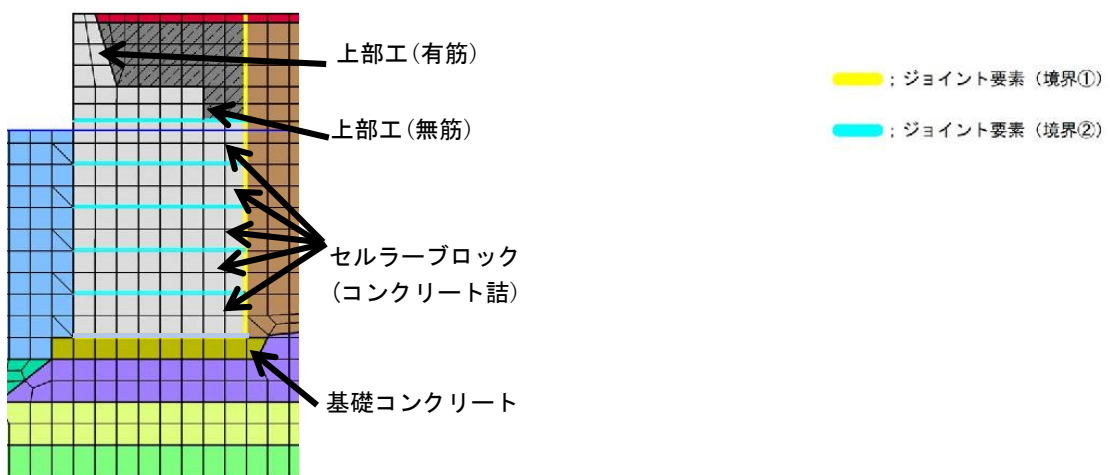 上部工(有筋)
上部工(無筋)
セルラーブロック
(コンクリート詰)
基礎コンクリート
；ジョイント要素（境界①）
；ジョイント要素（境界②）